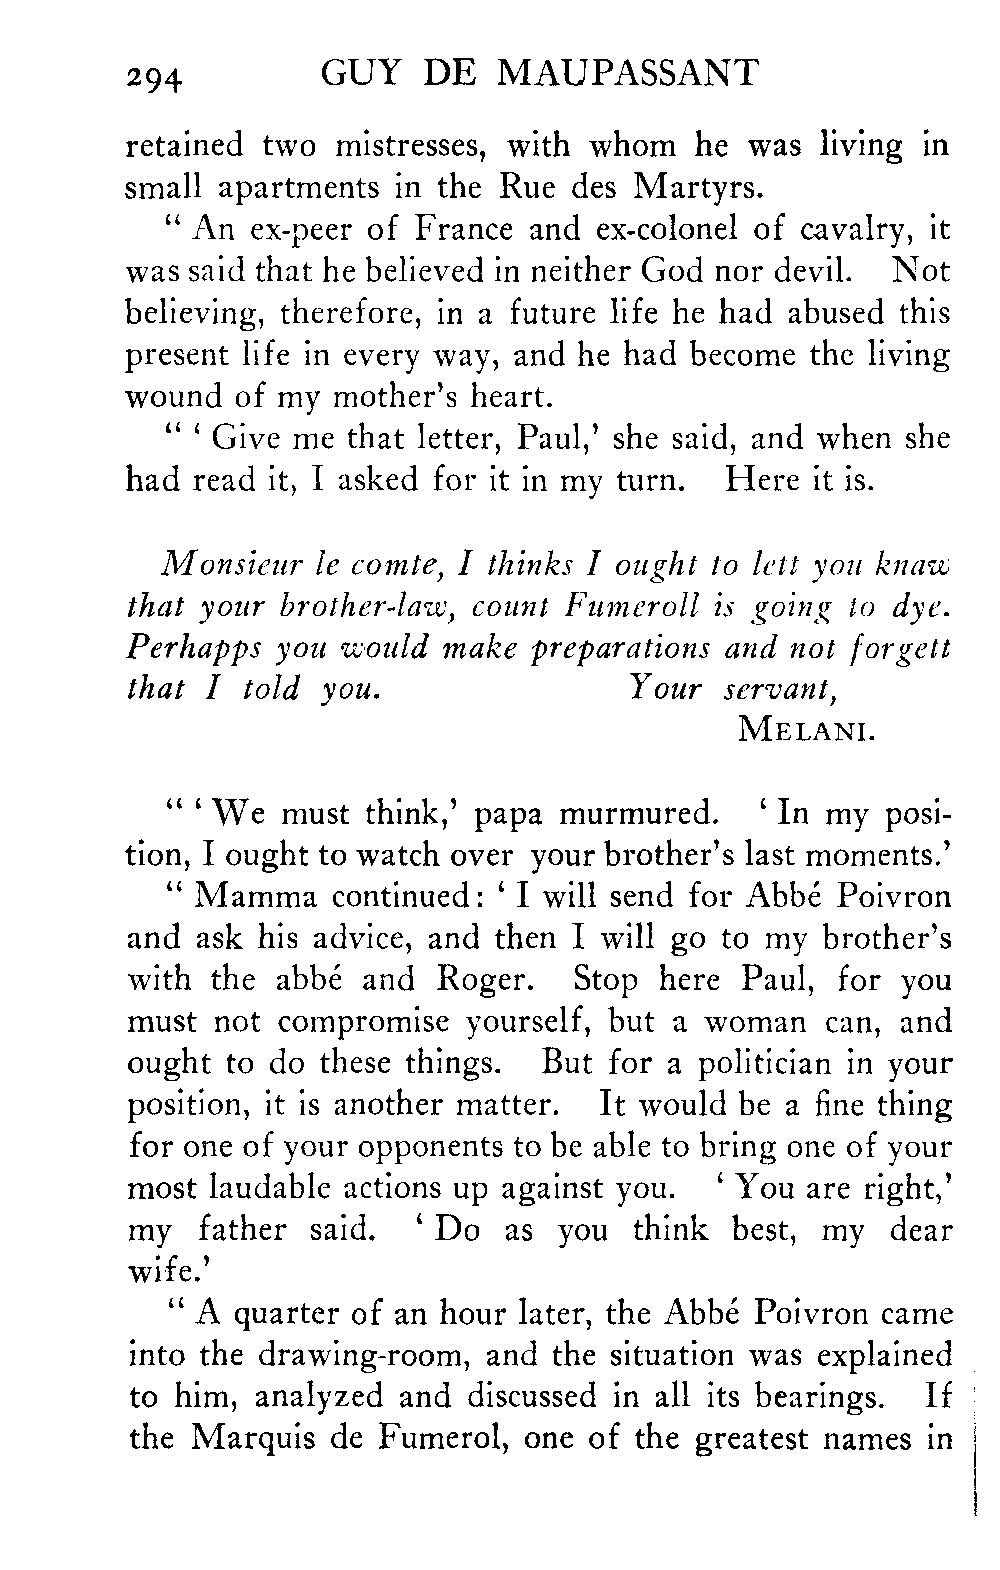 294 GUY DE MAUPASSANT
retained two mistresses, with whom he was living in
small apartments in the Rue des Martyrs.
“ An ex-peer of France and ex-colonel of cavalry, it
was said that he believed in neither God nor devil. Not
believing, therefore, in a future life he had abused this
present life in every way, and he had become the living
wound of my mother’s heart.
“ ‘ Give me that letter, Paul,’ she said, and when she
had read it, I asked for it in my turn. Here it is.
Monsieur le comte, I thinks I ought to lett you knaw
that your brother-law, count Fumeroll is going to dye.
Perhapps you would make preparations and not forgett
that I told you. Your servant,
MELANI.
“ ‘ We must think,’ papa murmured. ‘ In my posi-
tion, I ought to watch over your brother’s last moments.’
“ Mamma continued: ‘ I will send for Abbé Poivron
and ask his advice, and then I will go to my brother’s
with the abbé and Roger. Stop here Paul, for you
must not compromise yourself, but a woman can, and
ought to do these things. But for a politician in your
position, it is another matter. It would be a fine thing
for one of your opponents to be able to bring one of your
most laudable actions up against you. ‘ You are right,’
my father said. ‘ Do as you think best, my dear
wife.’
“ A quarter of an hour later, the Abbé Poivron came
into the drawing-room, and the situation was explained
to him, analyzed and discussed in all its bearings. If
the Marquis de Fumerol, one of the greatest names in